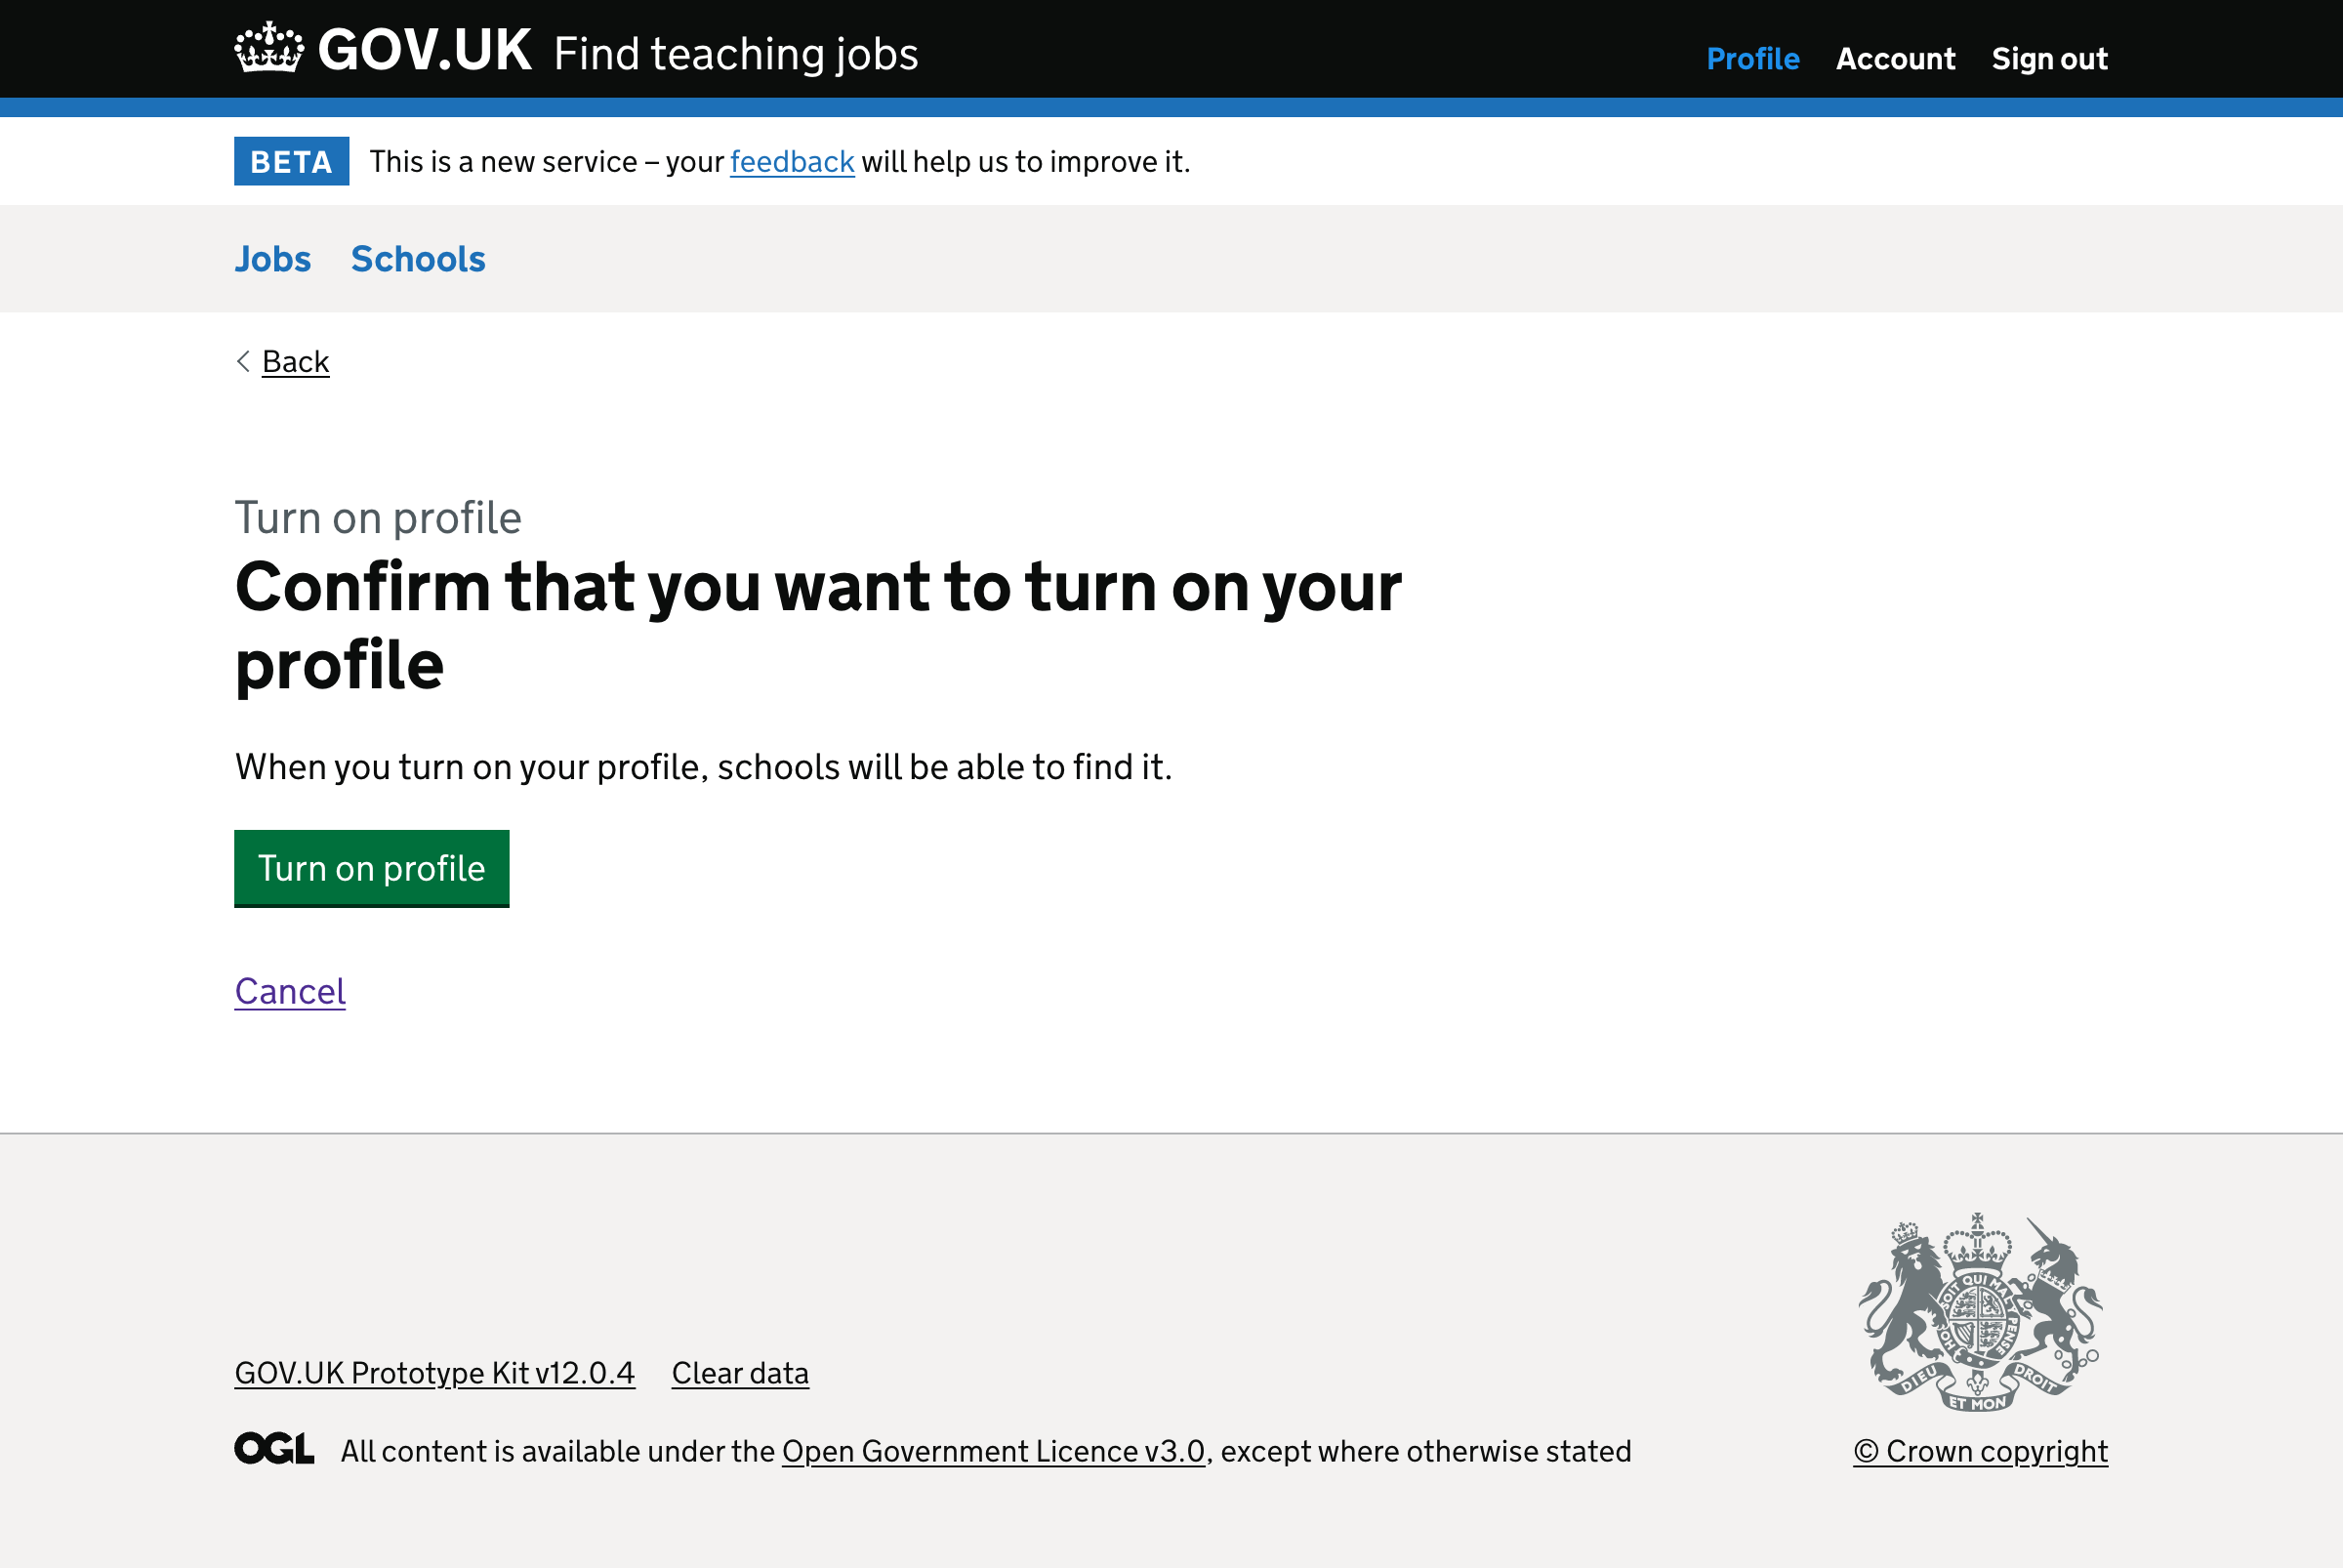 GOV.UK Find teaching jobs Profile Account Sign out
BETA This is a new service – your feedback will help us to improve it.
Jobs Schools
Back
Turn on profile
Confirm that you want to turn on your
profile
When you turn on your profile, schools will be able to find it.
Turn on profile
Cancel
SOIT QUI MAL Y PENSE
HO
DIEU ET MON DROIT
GOV.UK Prototype Kit v12.0.4 Clear data
OGL All content is available under the Open Government Licence v3.0, except where otherwise stated
© Crown copyright